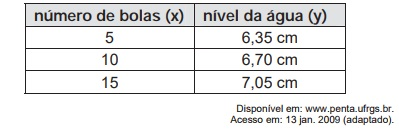 número de bolas (x) nível da água (y)
5 6,35 cm
10 6,70 cm
15 7,05 cm
Disponível em: www.penta.ufrgs.br.
Acesso em: 13 jan. 2009 (adaptado).